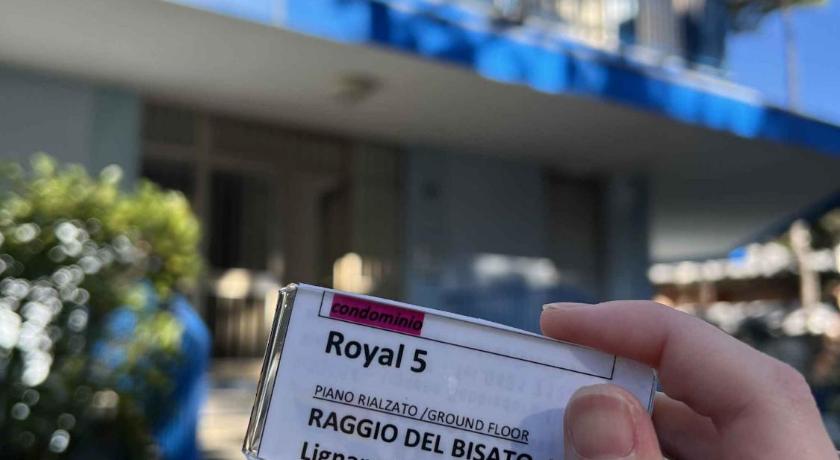 condominio
Royal 5
PIANO RIALZATO /GROUND FLOOR
RAGGIO DEL BISATO